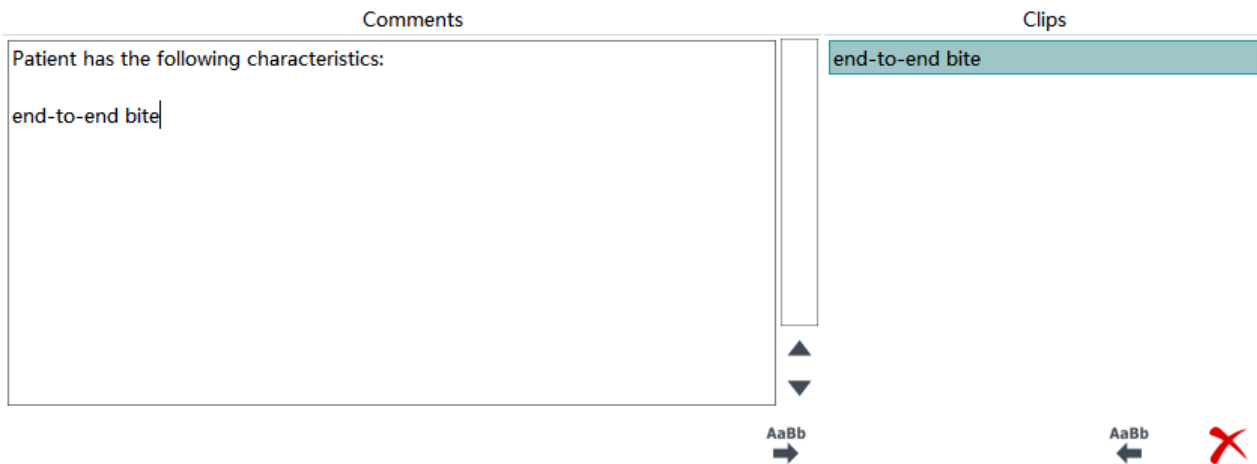 Comments
Clips
Patient has the following characteristics:
end-to-end bite
end-to-end bite
AaBb
AaBb